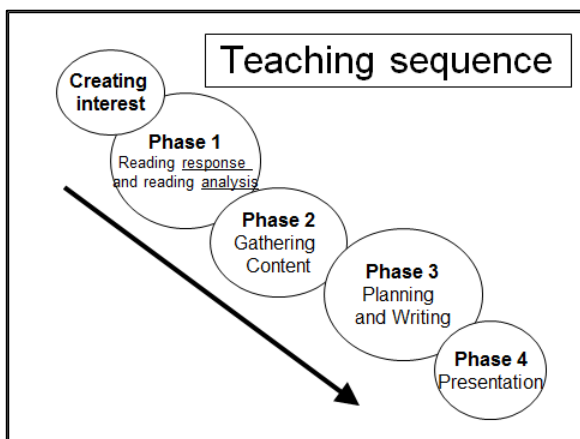 Teaching sequence
Creating
interest
Phase 1
Reading response
and reading analysis
Phase 2
Gathering
Content
Phase 3
Planning
and Writing
Phase 4
Presentation